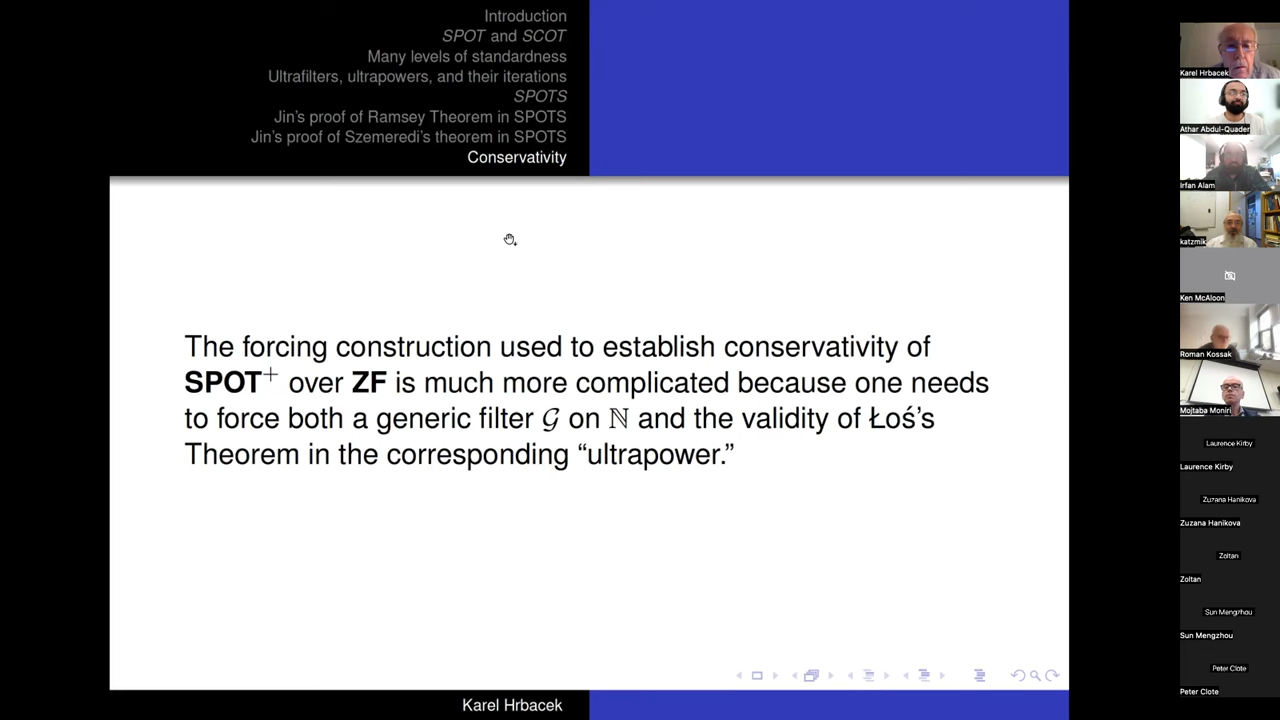 Introduction
SPOT and SCOT
Many levels of standardness
Ultrafilters, ultrapowers, and their iterations
SPOTS
Jin's proof of Ramsey Theorem in SPOTS
Jin's proof of Szemeredi's theorem in SPOTS
Conservativity
The forcing construction used to establish conservativity of
SPOT⁺ over ZF is much more complicated because one needs
to force both a generic filter 𝒢 on ℕ and the validity of Łoś's
Theorem in the corresponding “ultrapower.”
Karel Hrbacek
Karel Hrbacek
Athar Abdul-Quader
Irfan Alam
katzmik
Ken McAloon
Roman Kossak
Mojtaba Moniri
Laurence Kirby
Laurence Kirby
Zuzana Hanikova
Zuzana Hanikova
Zoltan
Zoltan
Sun Mengzhou
Sun Mengzhou
Peter Clote
Peter Clote